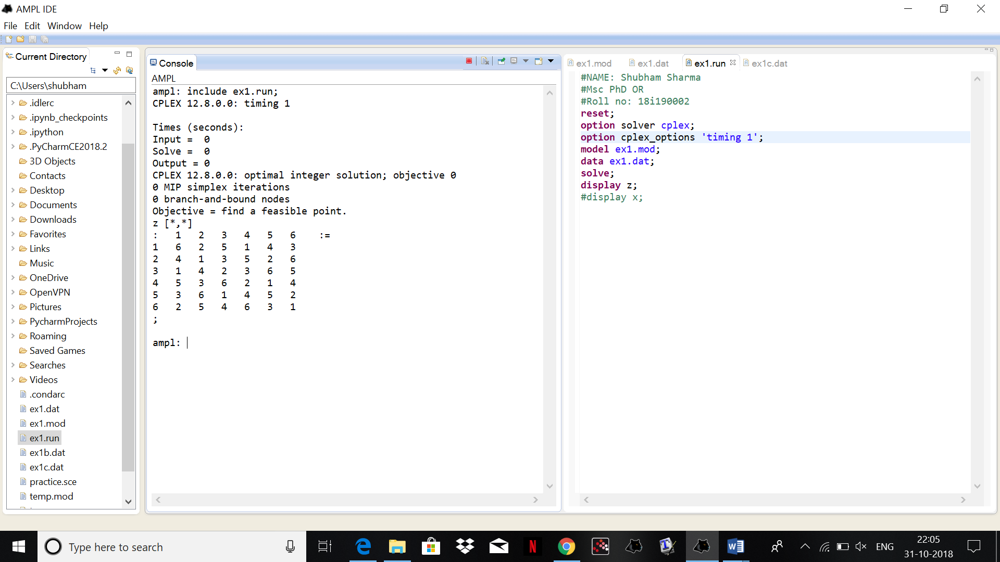 AMPL IDE
File Edit Window Help
Current Directory
C:\Users\shubham
.idlerc
.ipynb_checkpoints
.ipython
.PyCharmCE2018.2
3D Objects
Contacts
Desktop
Documents
Downloads
Favorites
Links
Music
OneDrive
OpenVPN
Pictures
PycharmProjects
Roaming
Saved Games
Searches
Videos
.condarc
ex1.dat
ex1.mod
ex1.run
ex1b.dat
ex1c.dat
practice.sce
temp.mod
Console
AMPL
ampl: include ex1.run;
CPLEX 12.8.0.0: timing 1
Times (seconds):
Input = 0
Solve = 0
Output = 0
CPLEX 12.8.0.0: optimal integer solution; objective 0
0 MIP simplex iterations
0 branch-and-bound nodes
Objective = find a feasible point.
z [*,*]
: 1 2 3 4 5 6 :=
1 6 2 5 1 4 3
2 4 1 3 5 2 6
3 1 4 2 3 6 5
4 5 3 6 2 1 4
5 3 6 1 4 5 2
6 2 5 4 6 3 1
;
ampl:
ex1.mod ex1.dat ex1.run ex1c.dat
#NAME: Shubham Sharma
#Msc PhD OR
#Roll no: 18i190002
reset;
option solver cplex;
option cplex_options 'timing 1';
model ex1.mod;
data ex1.dat;
solve;
display z;
#display x;
Type here to search
ENG
22:05
31-10-2018